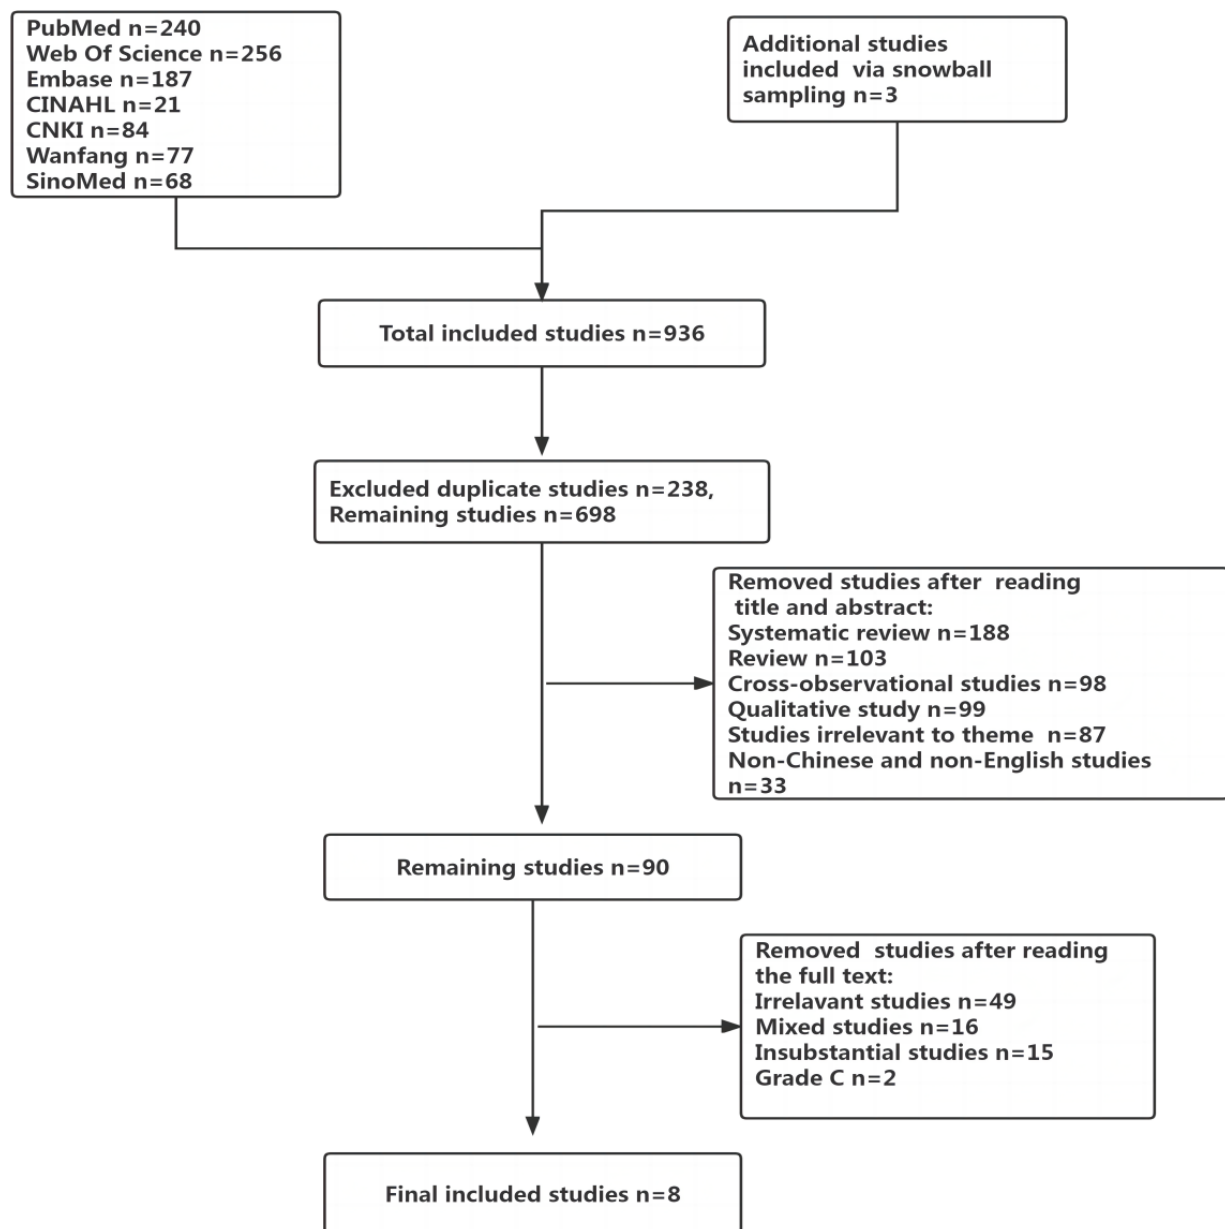 PubMed n=240
Web Of Science n=256
Embase n=187
CINAHL n=21
CNKI n=84
Wanfang n=77
SinoMed n=68
Additional studies
included via snowball
sampling n=3
Total included studies n=936
Excluded duplicate studies n=238,
Remaining studies n=698
Removed studies after reading
title and abstract:
Systematic review n=188
Review n=103
Cross-observational studies n=98
Qualitative study n=99
Studies irrelevant to theme n=87
Non-Chinese and non-English studies
n=33
Remaining studies n=90
Removed studies after reading
the full text:
Irrelavant studies n=49
Mixed studies n=16
Insubstantial studies n=15
Grade C n=2
Final included studies n=8